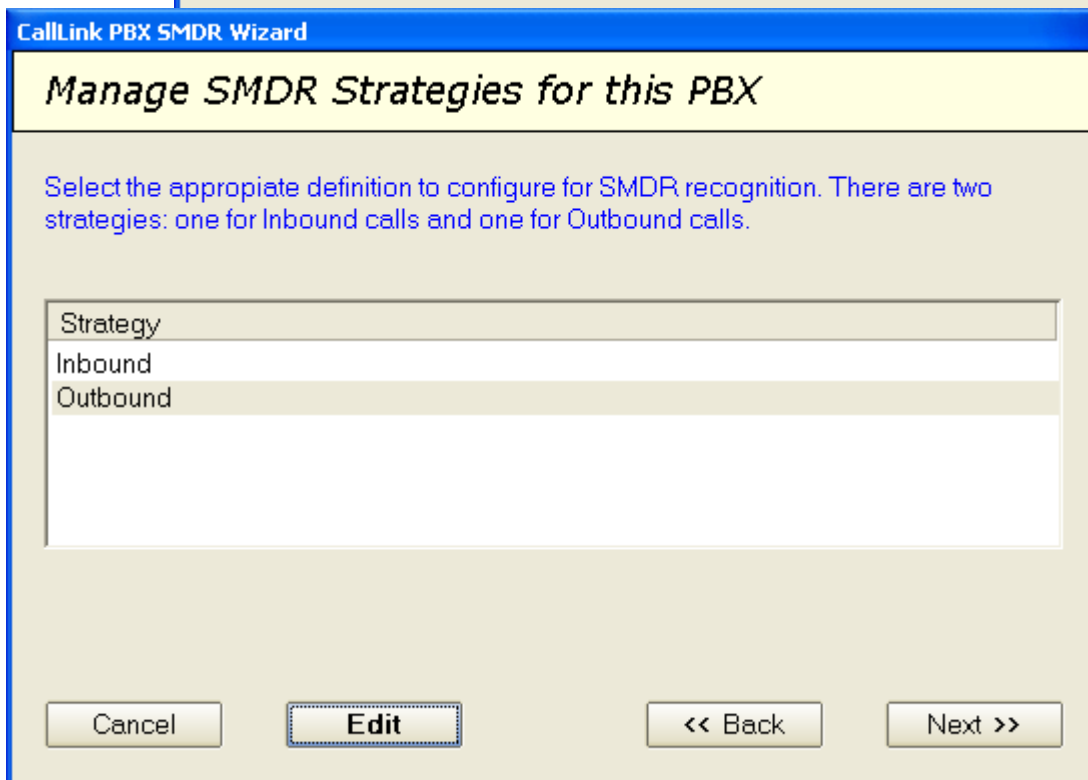 CallLink PBX SMDR Wizard
Manage SMDR Strategies for this PBX
Select the appropiate definition to configure for SMDR recognition. There are two
strategies: one for Inbound calls and one for Outbound calls.
Strategy
Inbound
Outbound
Cancel
Edit
<< Back
Next >>